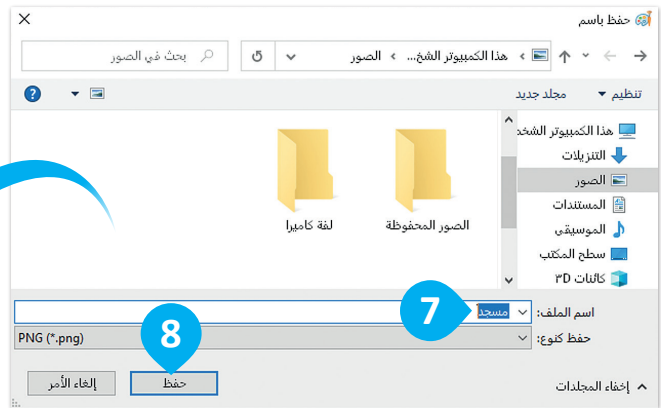 حفظ باسم
هذا الكمبيوتر الشخ... › الصور
بحث في الصور
تنظيم
مجلد جديد
هذا الكمبيوتر الشخص
التنزيلات
الصور
المستندات
الموسيقى
سطح المكتب
كائنات ٣D
الصور المحفوظة
لفة كاميرا
اسم الملف: مسجد
7
حفظ كنوع: PNG (*.png)
8
إخفاء المجلدات
حفظ
إلغاء الأمر